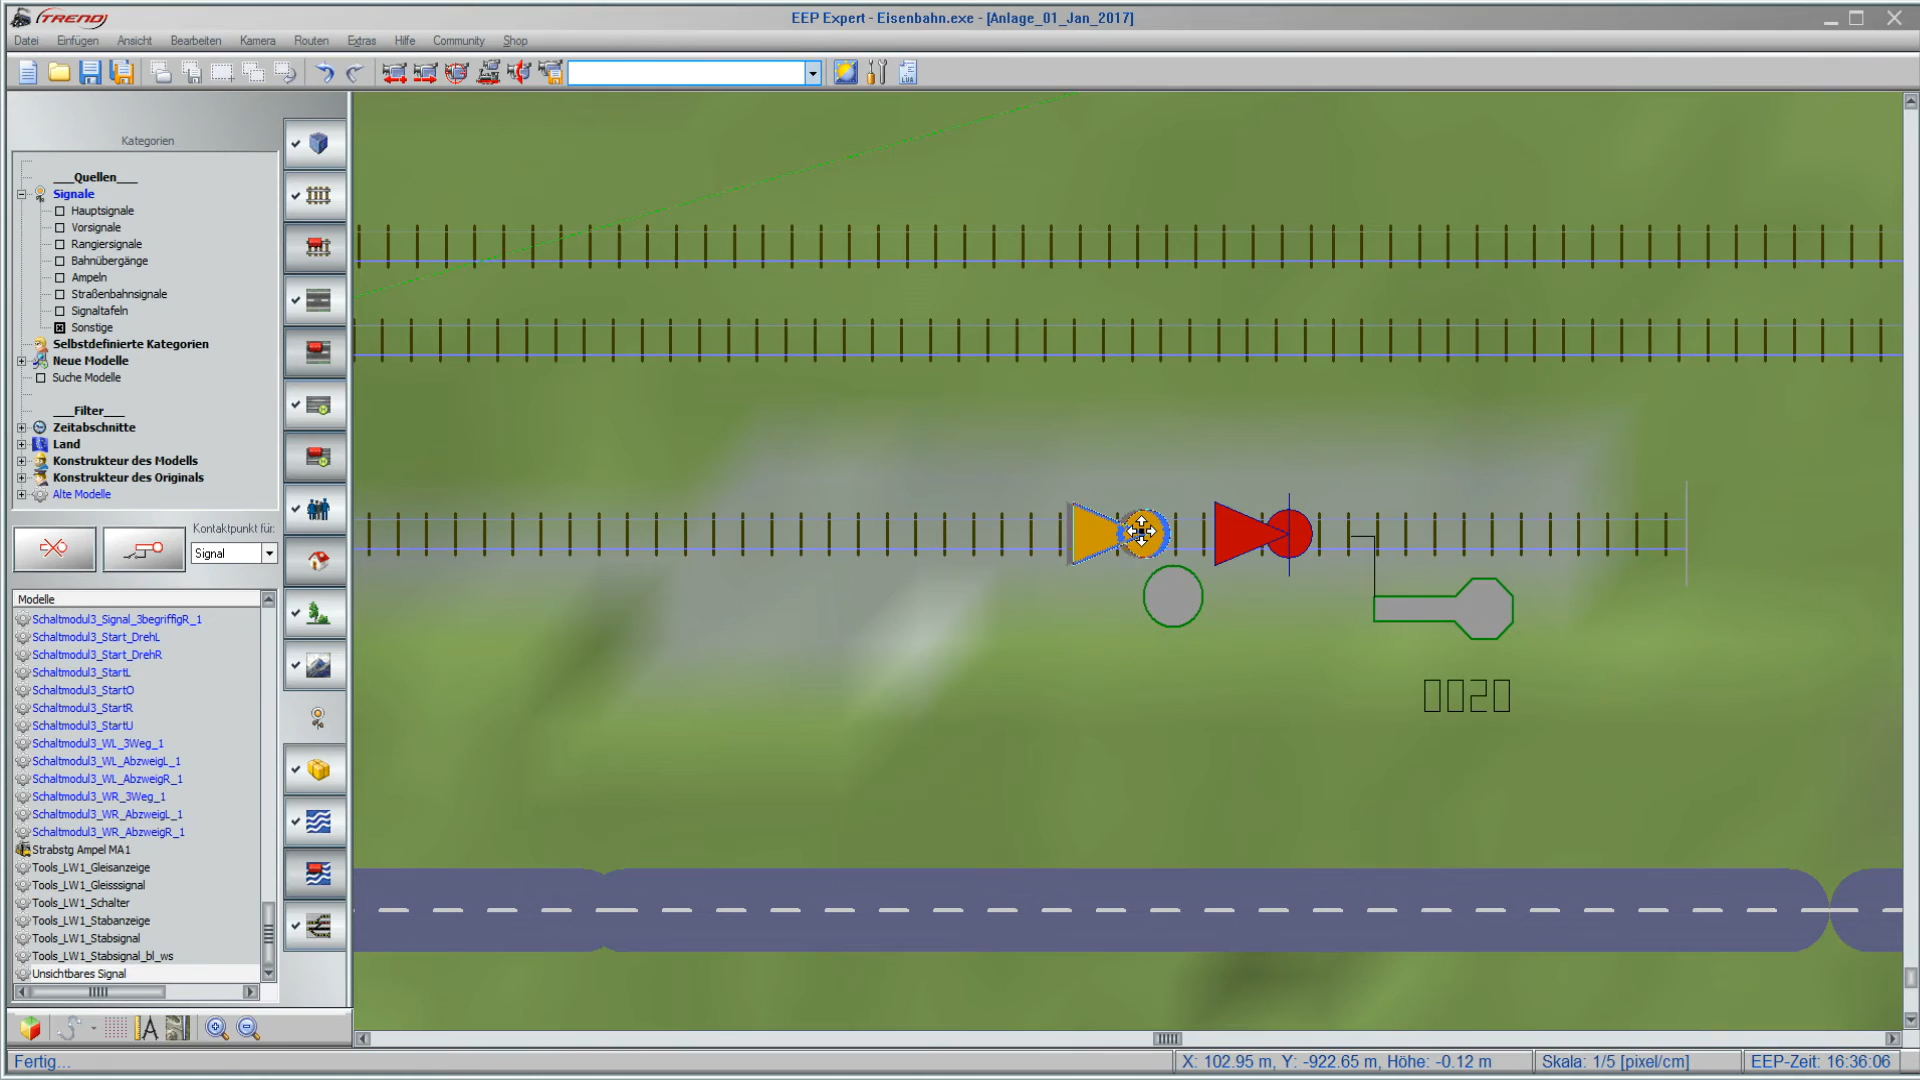 TREND
EEP Expert - Eisenbahn.exe - [Anlage_01_Jan_2017]
Datei Einfügen Ansicht Bearbeiten Kamera Routen Extras Hilfe Community Shop
LUA
Kategorien
___Quellen___
Signale
Hauptsignale
Vorsignale
Rangiersignale
Bahnübergänge
Ampeln
Straßenbahnsignale
Signaltafeln
Sonstige
Selbstdefinierte Kategorien
Neue Modelle
Suche Modelle
___Filter___
Zeitabschnitte
Land
Konstrukteur des Modells
Konstrukteur des Originals
Alte Modelle
Kontaktpunkt für:
Signal
Modelle
Schaltmodul3_Signal_3begriffigR_1
Schaltmodul3_Start_DrehL
Schaltmodul3_Start_DrehR
Schaltmodul3_StartL
Schaltmodul3_StartO
Schaltmodul3_StartR
Schaltmodul3_StartU
Schaltmodul3_WL_3Weg_1
Schaltmodul3_WL_AbzweigL_1
Schaltmodul3_WL_AbzweigR_1
Schaltmodul3_WR_3Weg_1
Schaltmodul3_WR_AbzweigL_1
Schaltmodul3_WR_AbzweigR_1
Strabstg Ampel MA1
Tools_LW1_Gleisanzeige
Tools_LW1_Gleisssignal
Tools_LW1_Schalter
Tools_LW1_Stabanzeige
Tools_LW1_Stabsignal
Tools_LW1_Stabsignal_bl_ws
Unsichtbares Signal
0020
Fertig...
X: 102.95 m, Y: -922.65 m, Höhe: -0.12 m
Skala: 1/5 [pixel/cm]
EEP-Zeit: 16:36:06